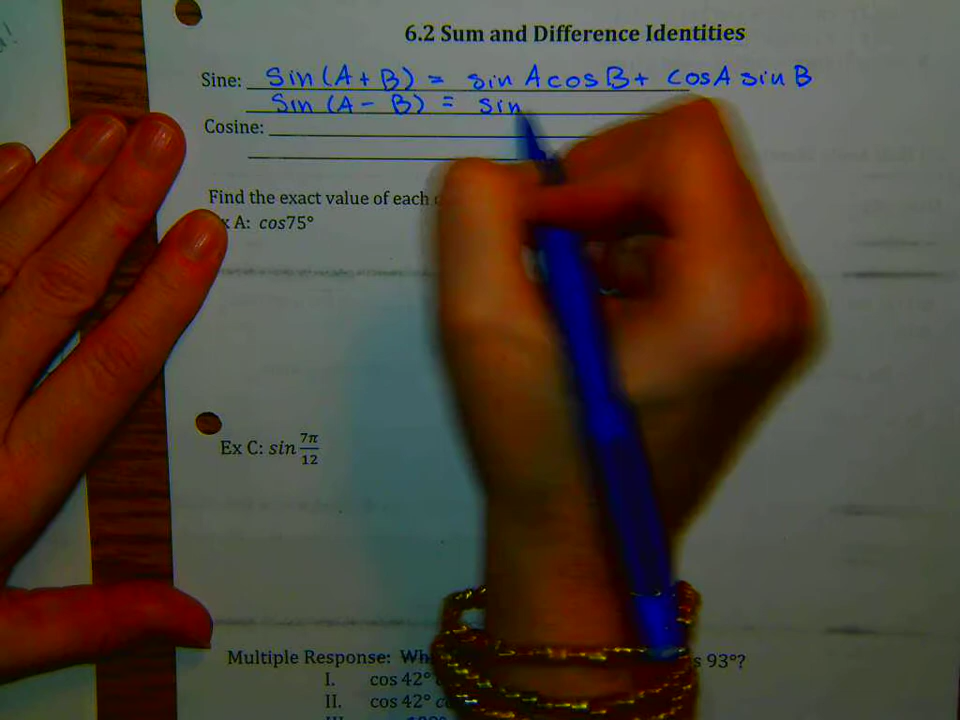 6.2 Sum and Difference Identities
Sine: Sin (A + B) = sin A cos B + cos A sin B
Sin (A - B) = sin
Cosine:
Find the exact value of each
A: cos75°
Ex C: sin 7π/12
Multiple Response: 93°?
I. cos 42°
II. cos 42°